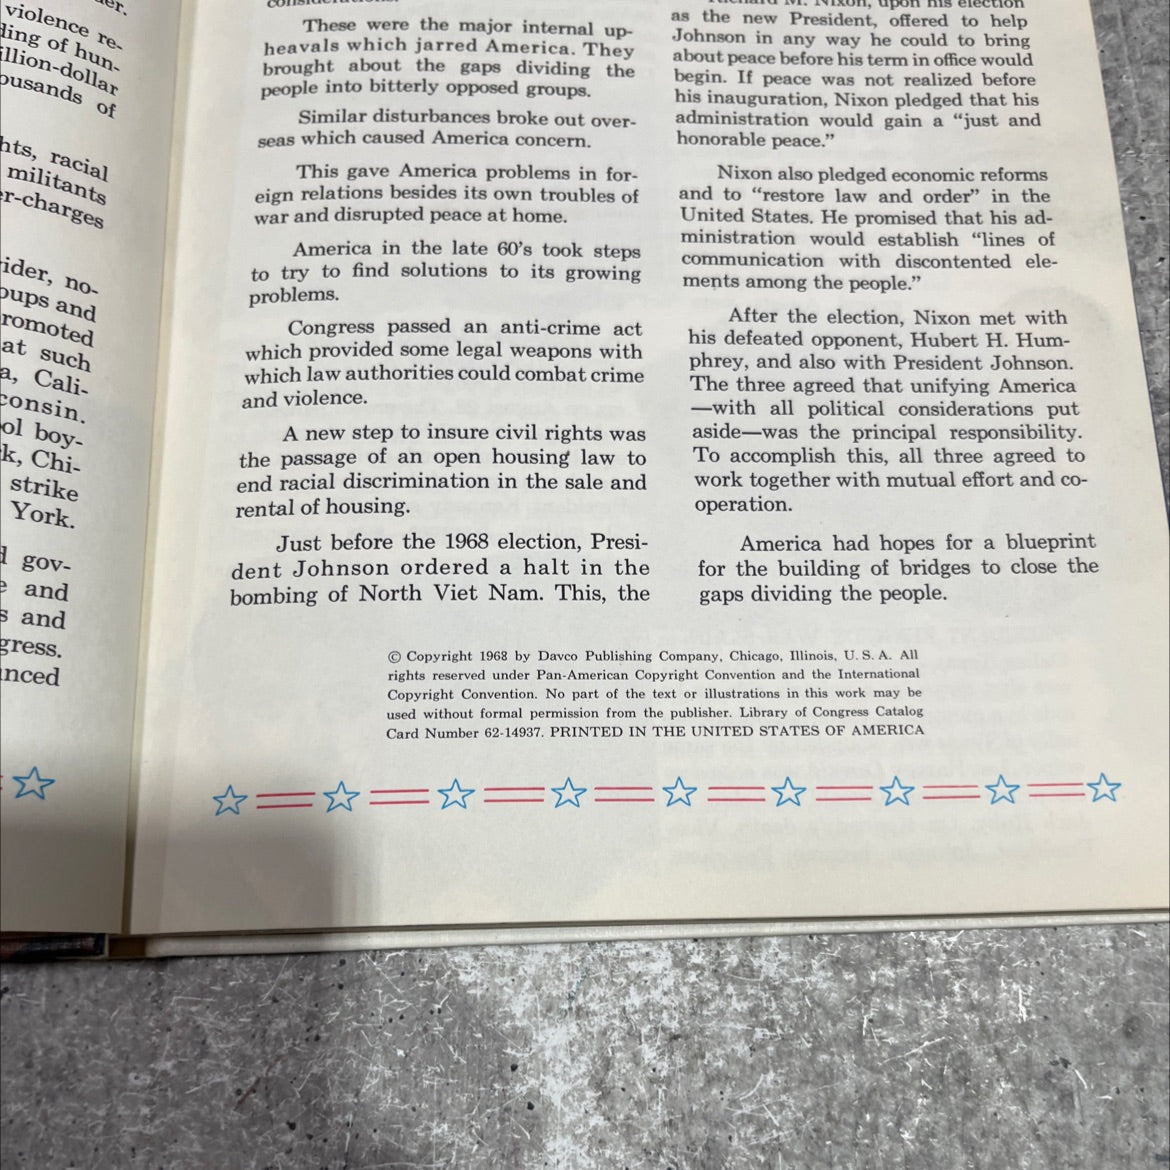 er.
violence re-
ding of hun-
illion-dollar
ousands of
hts, racial
militants
er-charges
ider, no-
oups and
romoted
at such
a, Cali-
consin.
ol boy-
k, Chi-
strike
York.
d gov-
e and
s and
gress.
nced
considerations.
These were the major internal up-
heavals which jarred America. They
brought about the gaps dividing the
people into bitterly opposed groups.
Similar disturbances broke out over-
seas which caused America concern.
This gave America problems in for-
eign relations besides its own troubles of
war and disrupted peace at home.
America in the late 60's took steps
to try to find solutions to its growing
problems.
Congress passed an anti-crime act
which provided some legal weapons with
which law authorities could combat crime
and violence.
A new step to insure civil rights was
the passage of an open housing law to
end racial discrimination in the sale and
rental of housing.
Just before the 1968 election, Presi-
dent Johnson ordered a halt in the
bombing of North Viet Nam. This, the
Richard M. Nixon, upon his election
as the new President, offered to help
Johnson in any way he could to bring
about peace before his term in office would
begin. If peace was not realized before
his inauguration, Nixon pledged that his
administration would gain a “just and
honorable peace.”
Nixon also pledged economic reforms
and to “restore law and order” in the
United States. He promised that his ad-
ministration would establish “lines of
communication with discontented ele-
ments among the people.”
After the election, Nixon met with
his defeated opponent, Hubert H. Hum-
phrey, and also with President Johnson.
The three agreed that unifying America
—with all political considerations put
aside—was the principal responsibility.
To accomplish this, all three agreed to
work together with mutual effort and co-
operation.
America had hopes for a blueprint
for the building of bridges to close the
gaps dividing the people.
© Copyright 1968 by Davco Publishing Company, Chicago, Illinois, U. S. A. All
rights reserved under Pan-American Copyright Convention and the International
Copyright Convention. No part of the text or illustrations in this work may be
used without formal permission from the publisher. Library of Congress Catalog
Card Number 62-14937. PRINTED IN THE UNITED STATES OF AMERICA